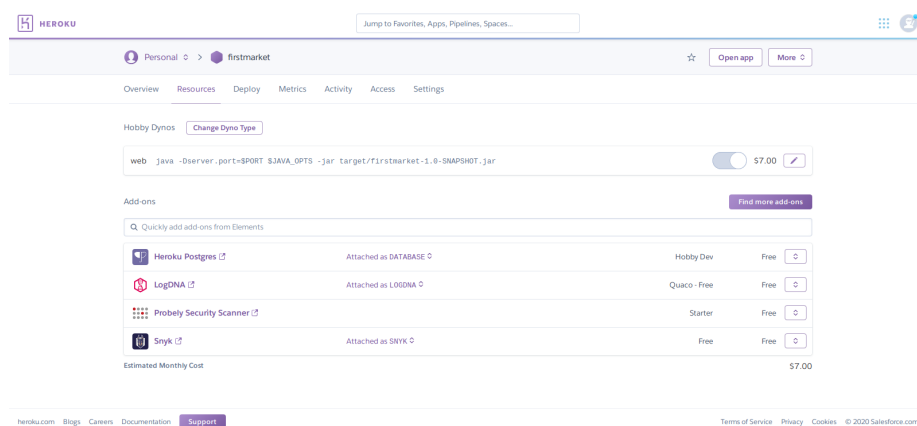 HEROKU
Jump to Favorites, Apps, Pipelines, Spaces...
Personal > firstmarket
Open app
More
Overview Resources Deploy Metrics Activity Access Settings
Hobby Dynos Change Dyno Type
web java -Dserver.port=$PORT $JAVA_OPTS -jar target/firstmarket-1.0-SNAPSHOT.jar $7.00
Add-ons Find more add-ons
Quickly add add-ons from Elements
Heroku Postgres Attached as DATABASE Hobby Dev Free
LogDNA Attached as LOGDNA Quaco - Free Free
Probely Security Scanner Starter Free
Snyk Attached as SNYK Free Free
Estimated Monthly Cost $7.00
heroku.com Blogs Careers Documentation Support Terms of Service Privacy Cookies © 2020 Salesforce.com